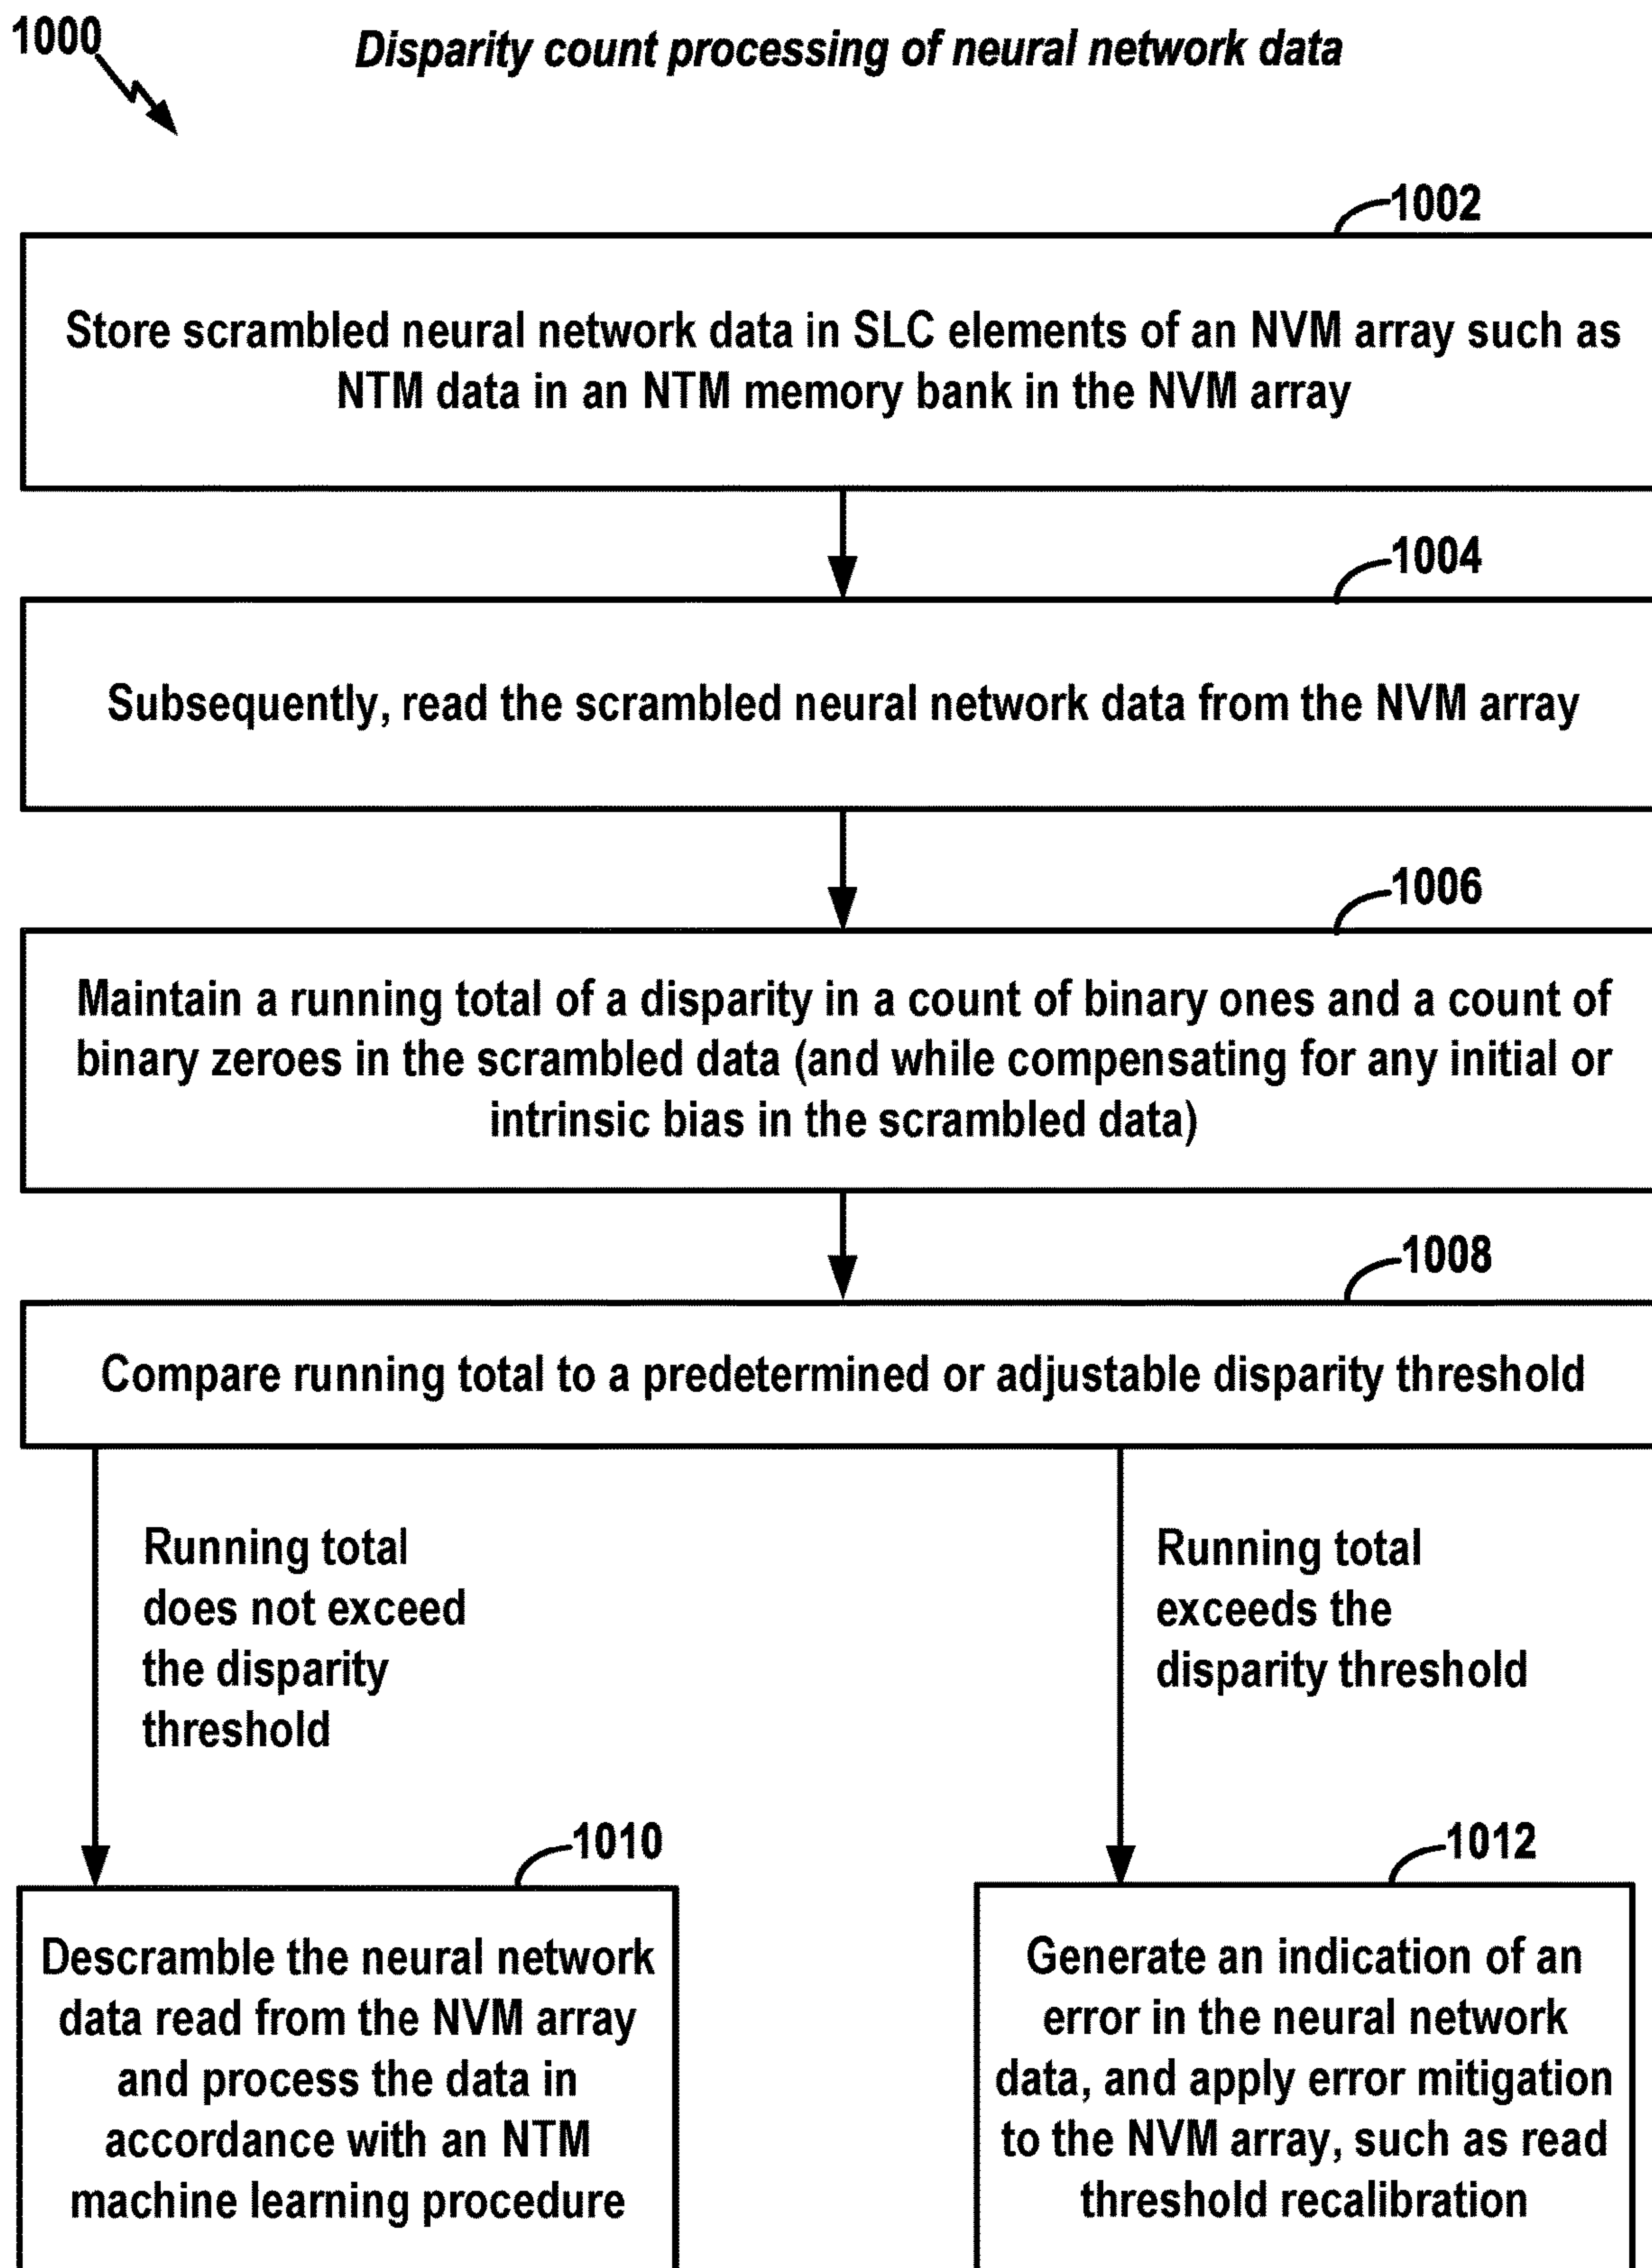 1000
Disparity count processing of neural network data
1002
Store scrambled neural network data in SLC elements of an NVM array such as
NTM data in an NTM memory bank in the NVM array
1004
Subsequently, read the scrambled neural network data from the NVM array
1006
Maintain a running total of a disparity in a count of binary ones and a count of
binary zeroes in the scrambled data (and while compensating for any initial or
intrinsic bias in the scrambled data)
1008
Compare running total to a predetermined or adjustable disparity threshold
Running total
does not exceed
the disparity
threshold
Running total
exceeds the
disparity threshold
1010
Descramble the neural network
data read from the NVM array
and process the data in
accordance with an NTM
machine learning procedure
1012
Generate an indication of an
error in the neural network
data, and apply error mitigation
to the NVM array, such as read
threshold recalibration